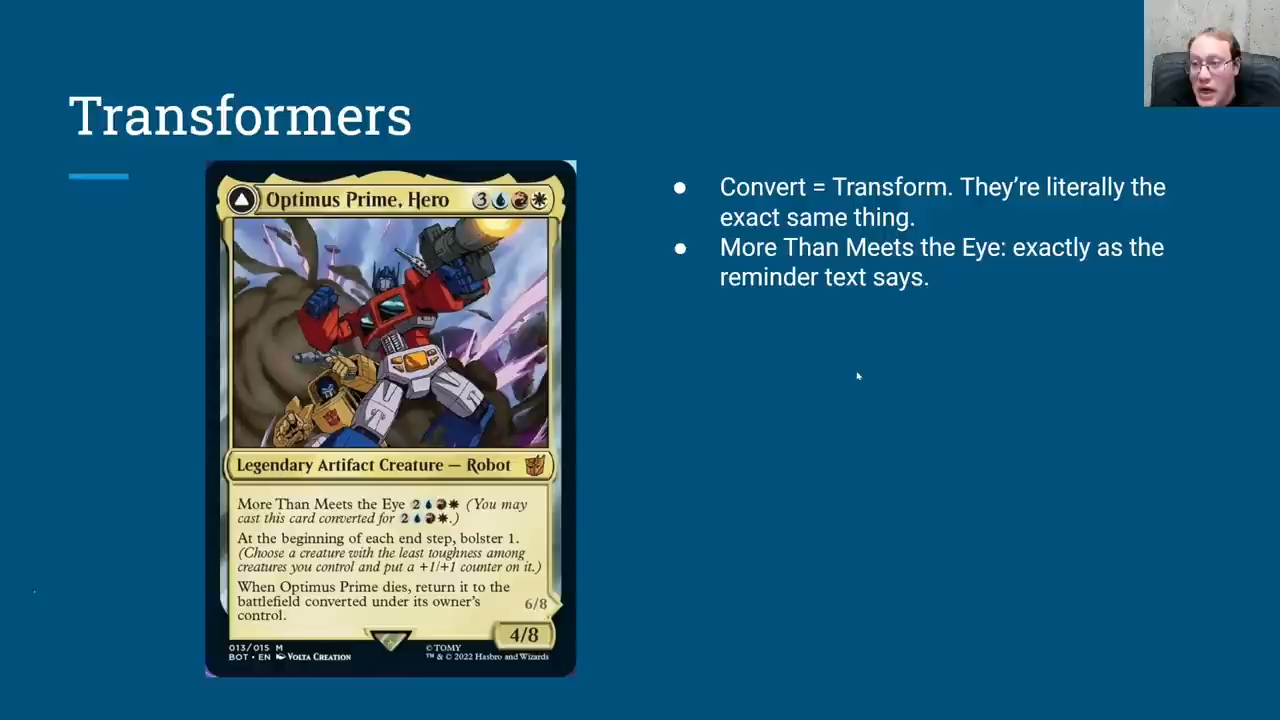 Transformers
Optimus Prime, Hero 3
Legendary Artifact Creature — Robot
More Than Meets the Eye 2 (You may
cast this card converted for 2 .)
At the beginning of each end step, bolster 1.
(Choose a creature with the least toughness among
creatures you control and put a +1/+1 counter on it.)
When Optimus Prime dies, return it to the
battlefield converted under its owner's
control.
6/8
4/8
013/015 M
BOT • EN VOLTA CREATION
© TOMY
™ & © 2022 Hasbro and Wizards
● Convert = Transform. They’re literally the
exact same thing.
● More Than Meets the Eye: exactly as the
reminder text says.